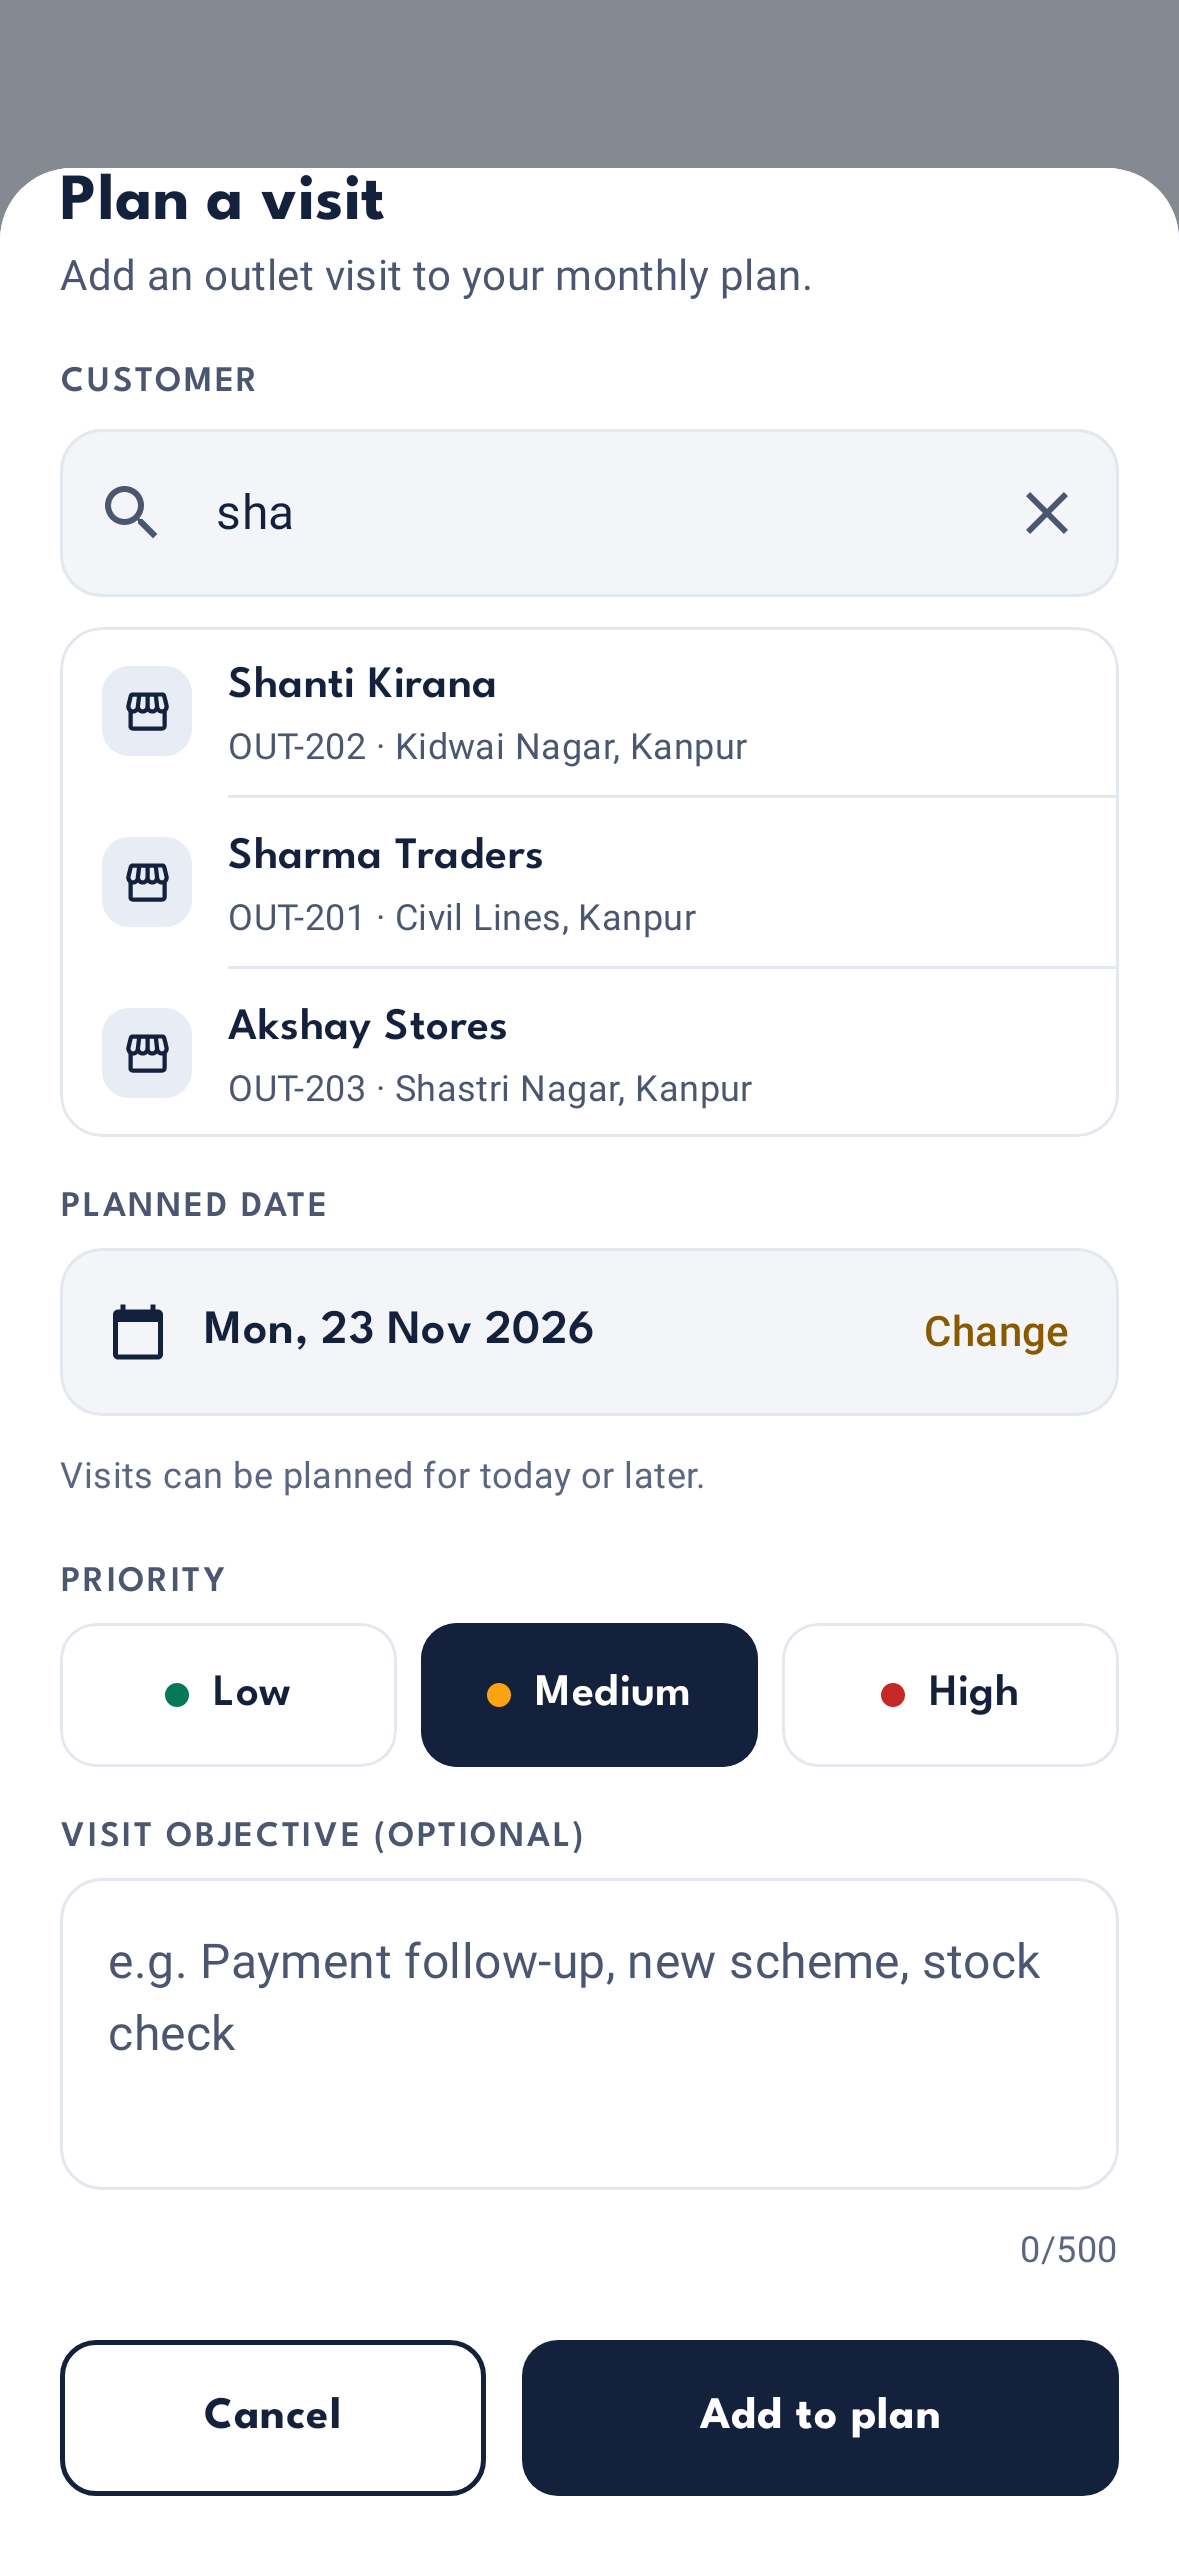 Plan a visit
Add an outlet visit to your monthly plan.
CUSTOMER
sha
Shanti Kirana
OUT-202 · Kidwai Nagar, Kanpur
Sharma Traders
OUT-201 · Civil Lines, Kanpur
Akshay Stores
OUT-203 · Shastri Nagar, Kanpur
PLANNED DATE
Mon, 23 Nov 2026 Change
Visits can be planned for today or later.
PRIORITY
Low Medium High
VISIT OBJECTIVE (OPTIONAL)
e.g. Payment follow-up, new scheme, stock
check
0/500
Cancel Add to plan